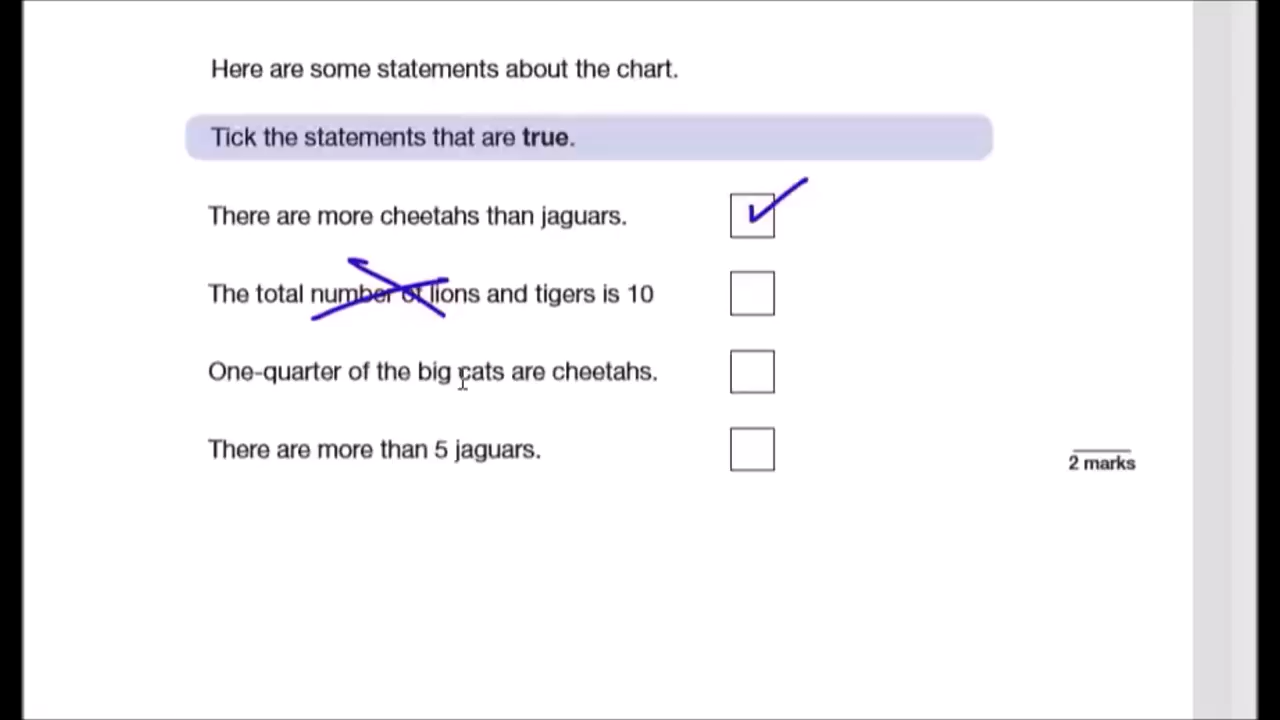 Here are some statements about the chart.
Tick the statements that are true.
There are more cheetahs than jaguars.
The total number of lions and tigers is 10
One-quarter of the big cats are cheetahs.
There are more than 5 jaguars.
2 marks